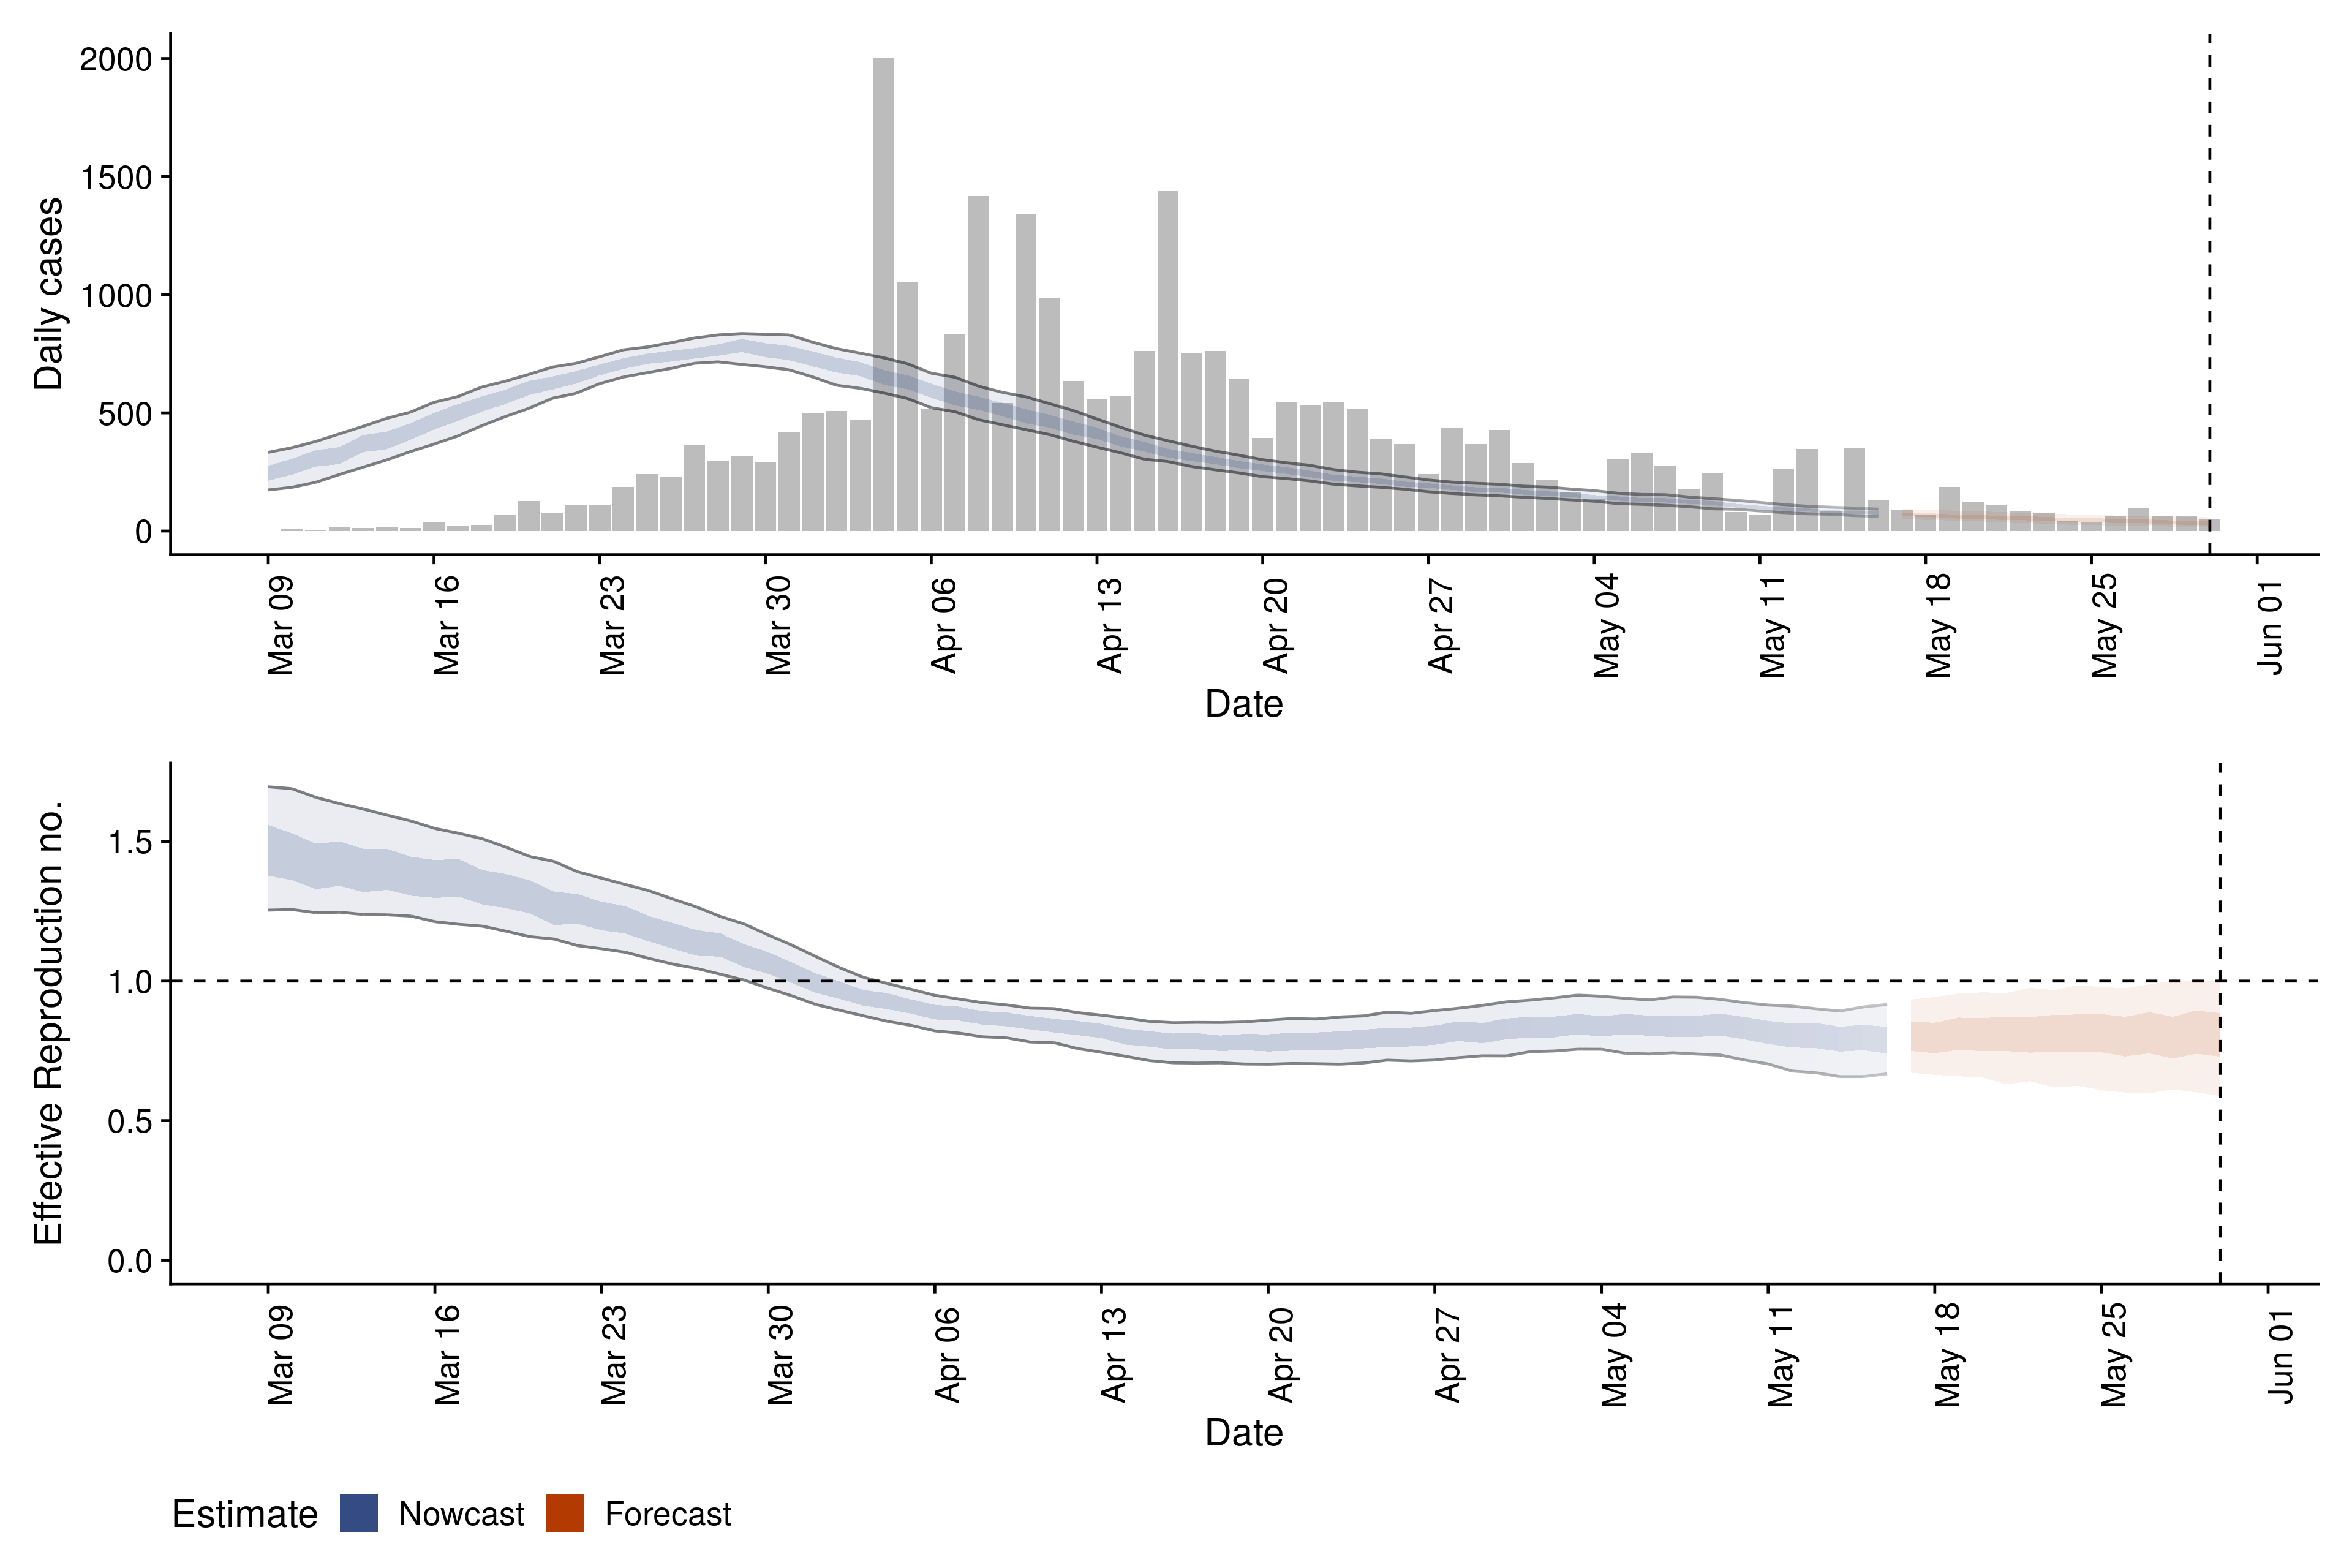 Daily cases
2000
1500
1000
500
0
Mar 09
Mar 16
Mar 23
Mar 30
Apr 06
Apr 13
Apr 20
Apr 27
May 04
May 11
May 18
May 25
Jun 01
Date
Effective Reproduction no.
1.5
1.0
0.5
0.0
Mar 09
Mar 16
Mar 23
Mar 30
Apr 06
Apr 13
Apr 20
Apr 27
May 04
May 11
May 18
May 25
Jun 01
Date
Estimate Nowcast Forecast